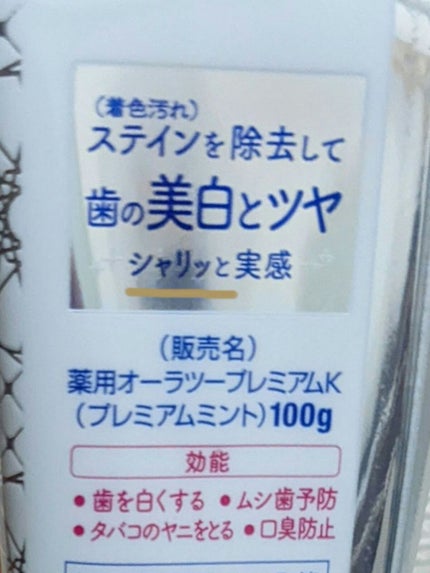 （着色汚れ）
ステインを除去して
歯の美白とツヤ
シャリッと実感
（販売名）
薬用オーラツープレミアムK
（プレミアムミント）100g
効能
●歯を白くする ●ムシ歯予防
●タバコのヤニをとる ●口臭防止